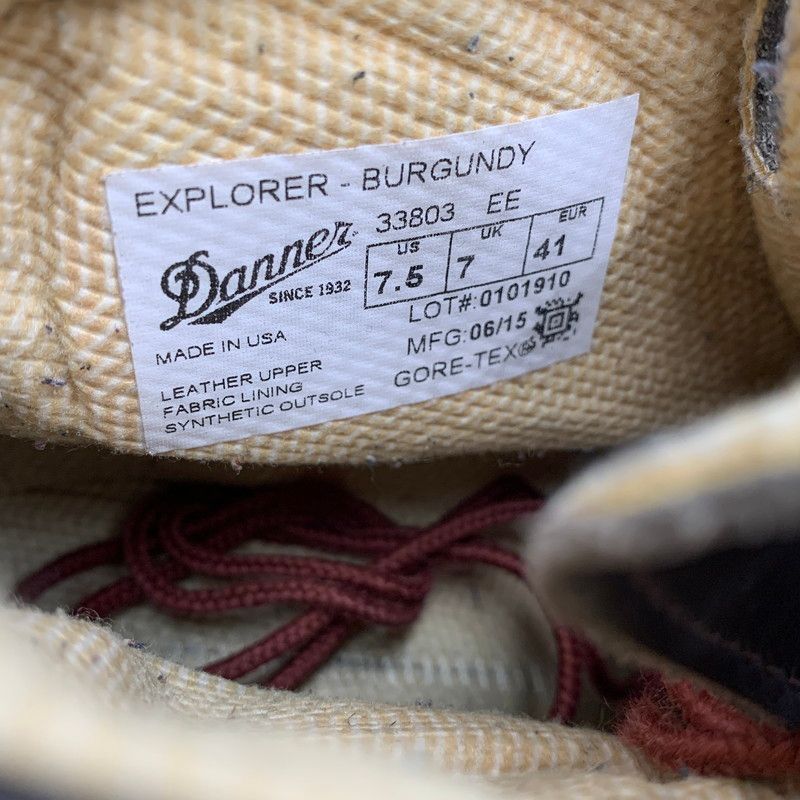 EXPLORER - BURGUNDY
33803 EE
Danner
SINCE 1932
US UK EUR
7.5 7 41
LOT#:0101910
MFG:06/15
GORE-TEX®
MADE IN USA
LEATHER UPPER
FABRIC LINING
SYNTHETIC OUTSOLE